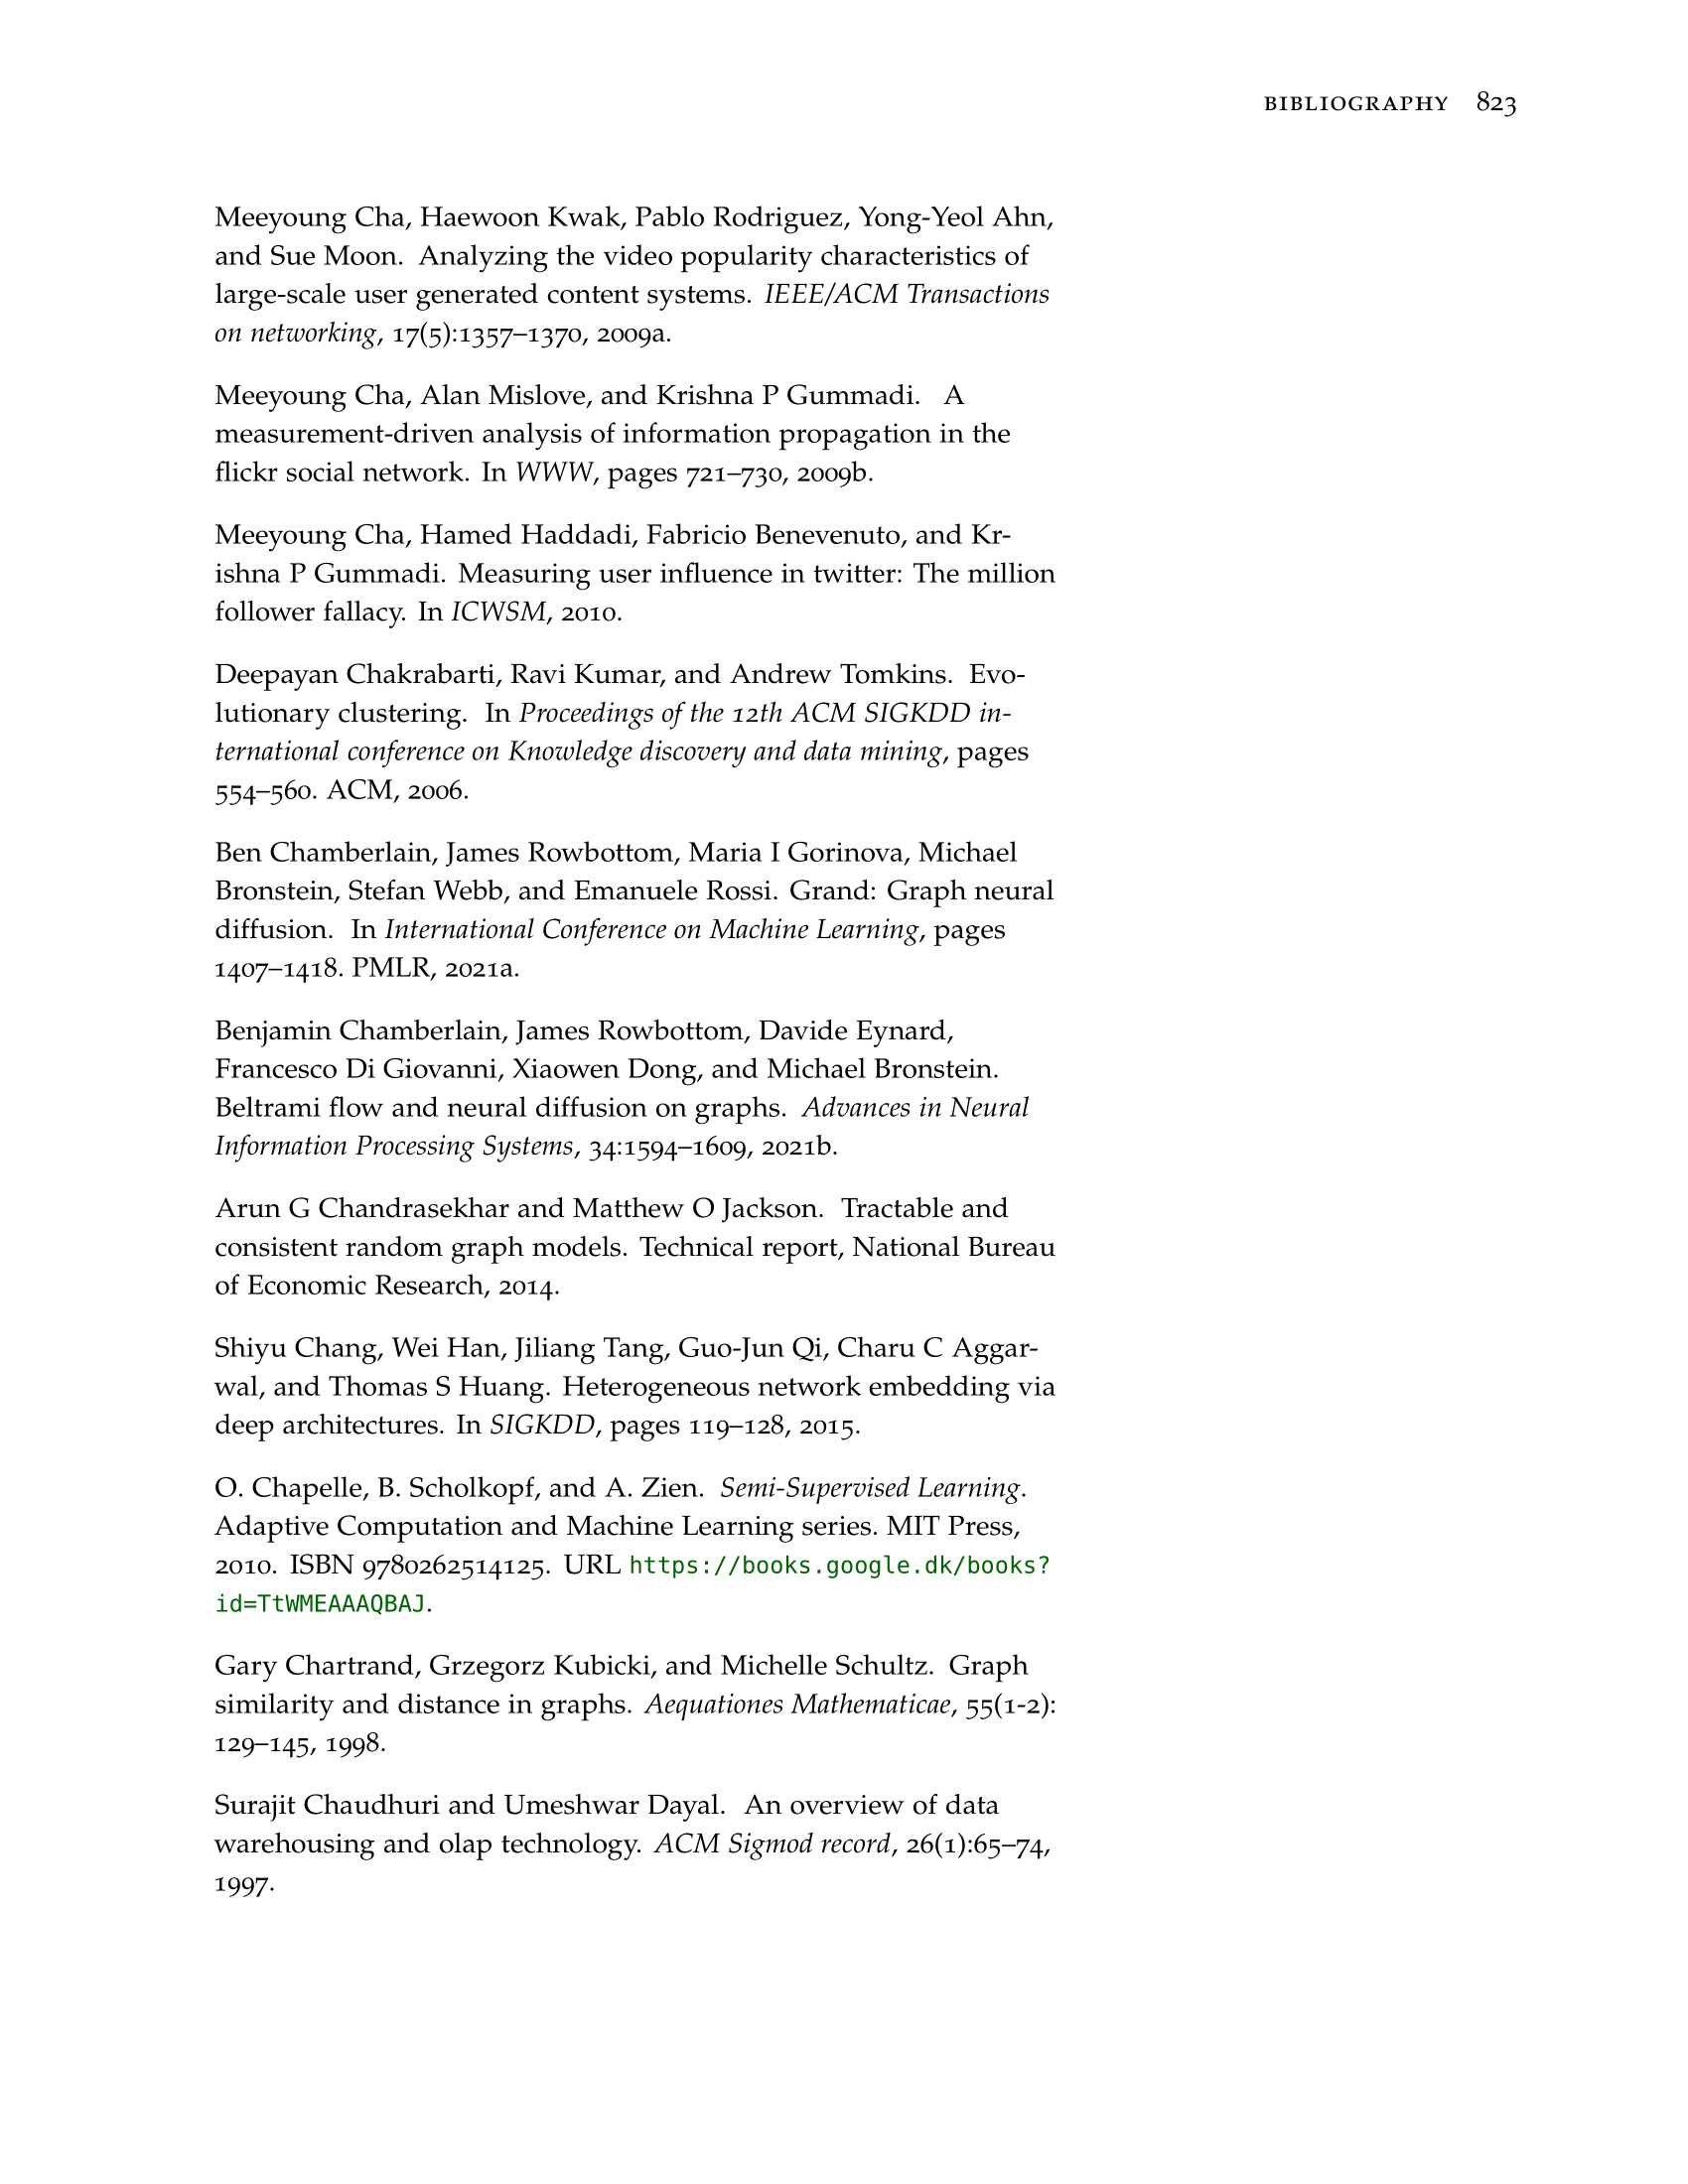 BIBLIOGRAPHY 823
Meeyoung Cha, Haewoon Kwak, Pablo Rodriguez, Yong-Yeol Ahn,
and Sue Moon. Analyzing the video popularity characteristics of
large-scale user generated content systems. IEEE/ACM Transactions
on networking, 17(5):1357–1370, 2009a.
Meeyoung Cha, Alan Mislove, and Krishna P Gummadi. A
measurement-driven analysis of information propagation in the
flickr social network. In WWW, pages 721–730, 2009b.
Meeyoung Cha, Hamed Haddadi, Fabricio Benevenuto, and Kr-
ishna P Gummadi. Measuring user influence in twitter: The million
follower fallacy. In ICWSM, 2010.
Deepayan Chakrabarti, Ravi Kumar, and Andrew Tomkins. Evo-
lutionary clustering. In Proceedings of the 12th ACM SIGKDD in-
ternational conference on Knowledge discovery and data mining, pages
554–560. ACM, 2006.
Ben Chamberlain, James Rowbottom, Maria I Gorinova, Michael
Bronstein, Stefan Webb, and Emanuele Rossi. Grand: Graph neural
diffusion. In International Conference on Machine Learning, pages
1407–1418. PMLR, 2021a.
Benjamin Chamberlain, James Rowbottom, Davide Eynard,
Francesco Di Giovanni, Xiaowen Dong, and Michael Bronstein.
Beltrami flow and neural diffusion on graphs. Advances in Neural
Information Processing Systems, 34:1594–1609, 2021b.
Arun G Chandrasekhar and Matthew O Jackson. Tractable and
consistent random graph models. Technical report, National Bureau
of Economic Research, 2014.
Shiyu Chang, Wei Han, Jiliang Tang, Guo-Jun Qi, Charu C Aggar-
wal, and Thomas S Huang. Heterogeneous network embedding via
deep architectures. In SIGKDD, pages 119–128, 2015.
O. Chapelle, B. Scholkopf, and A. Zien. Semi-Supervised Learning.
Adaptive Computation and Machine Learning series. MIT Press,
2010. ISBN 9780262514125. URL https://books.google.dk/books?
id=TtWMEAAAQBAJ.
Gary Chartrand, Grzegorz Kubicki, and Michelle Schultz. Graph
similarity and distance in graphs. Aequationes Mathematicae, 55(1-2):
129–145, 1998.
Surajit Chaudhuri and Umeshwar Dayal. An overview of data
warehousing and olap technology. ACM Sigmod record, 26(1):65–74,
1997.